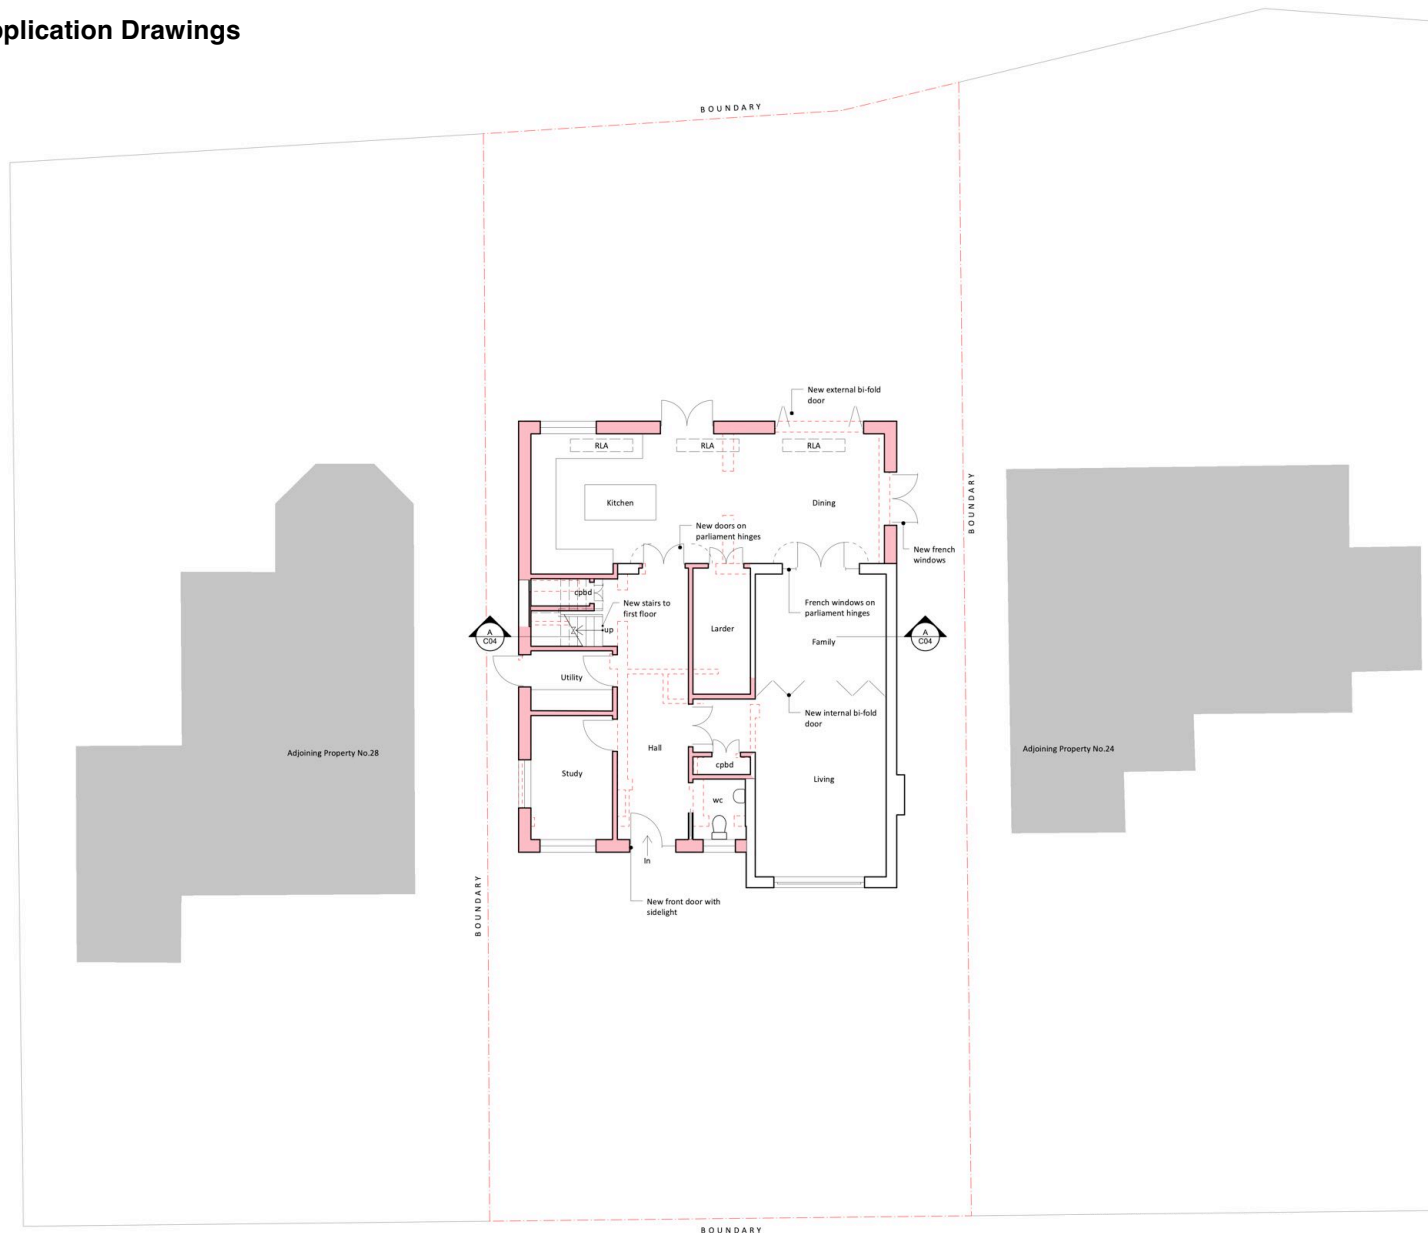 pplication Drawings
BOUNDARY
New external bi-fold
door
RLA
RLA
RLA
Kitchen
Dining
BOUNDARY
New doors on
parliament hinges
New french
windows
cpbd
New stairs to
first floor
French windows on
parliament hinges
A
C04
up
Larder
Family
A
C04
Utility
New internal bi-fold
door
Hall
Adjoining Property No.28
Adjoining Property No.24
Study
cpbd
Living
wc
In
New front door with
sidelight
BOUNDARY
BOUNDARY